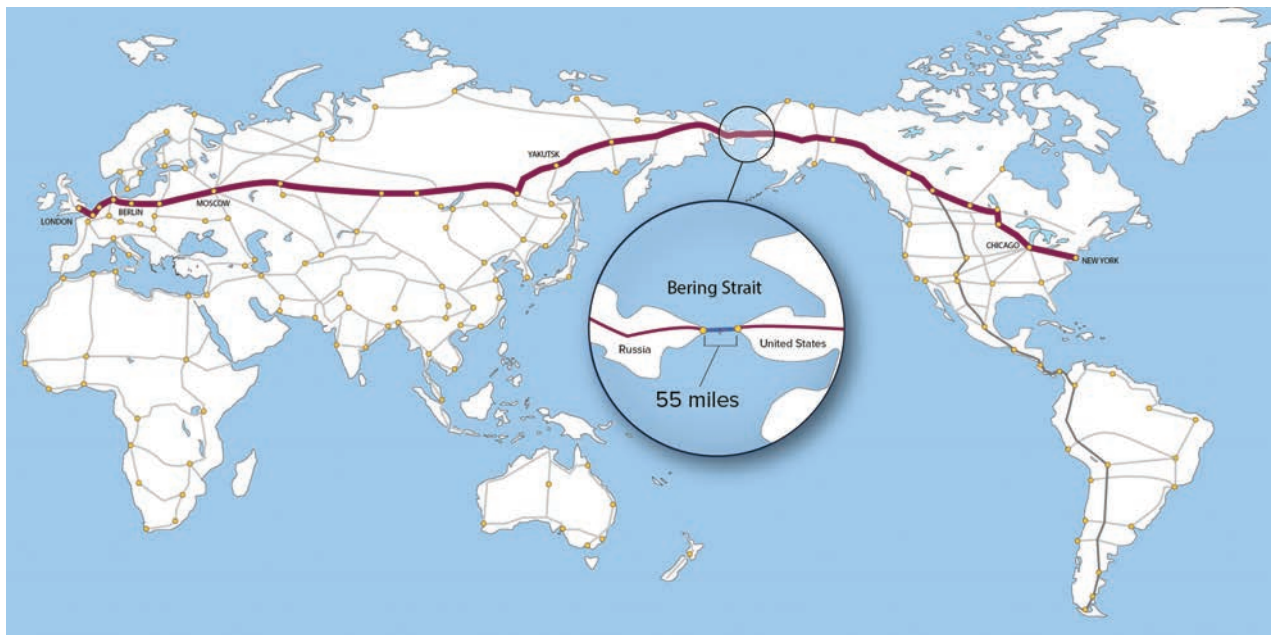 YAKUTSK
MOSCOW
BERLIN
LONDON
CHICAGO
NEW YORK
Bering Strait
Russia
United States
55 miles